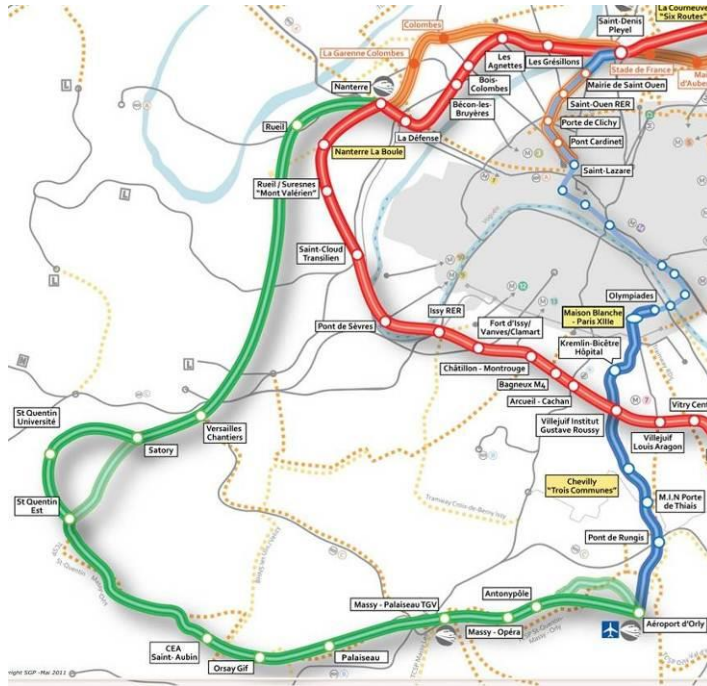 La Courneuve
"Six Routes"
Saint-Denis
Pleyel
Colombes
La Garenne Colombes
Les
Agnettes
Les Grésillons
Stade de France
Mairie de Saint Ouen
Bois-
Colombes
Nanterre
Bécon-les-
Bruyères
Saint-Ouen RER
Rueil
La Défense
Porte de Clichy
Nanterre La Boule
Pont Cardinet
Saint-Lazare
Rueil / Suresnes
"Mont Valérien"
Saint-Cloud
Transilien
Olympiades
Issy RER
Maison Blanche
- Paris XIIIe
Pont de Sèvres
Fort d'Issy/
Vanves/Clamart
Kremlin-Bicêtre
Hôpital
Châtillon - Montrouge
Bagneux M4
Arcueil - Cachan
Vitry Cent
St Quentin
Université
Versailles
Chantiers
Villejuif Institut
Gustave Roussy
Villejuif
Louis Aragon
Satory
Chevilly
"Trois Communes"
St Quentin
Est
M.I.N Porte
de Thiais
Tramway Croix-de-Berny Issy
Pont de Rungis
Antonypôle
Massy - Palaiseau TGV
Aéroport d'Orly
Massy - Opéra
CEA
Saint-Aubin
Palaiseau
Orsay Gif
right SGP -Mai 2011